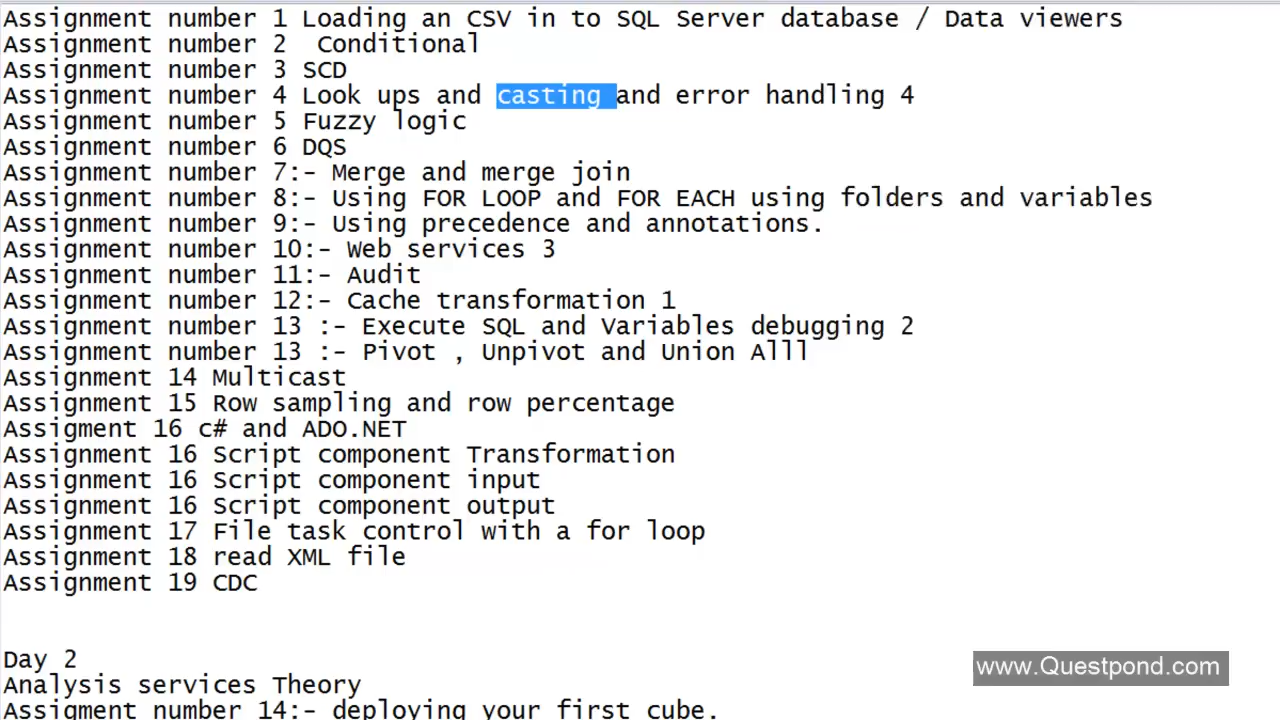 Assignment number 1 Loading an CSV in to SQL Server database / Data viewers
Assignment number 2  Conditional
Assignment number 3 SCD
Assignment number 4 Look ups and casting and error handling 4
Assignment number 5 Fuzzy logic
Assignment number 6 DQS
Assignment number 7:- Merge and merge join
Assignment number 8:- Using FOR LOOP and FOR EACH using folders and variables
Assignment number 9:- Using precedence and annotations.
Assignment number 10:- Web services 3
Assignment number 11:- Audit
Assignment number 12:- Cache transformation 1
Assignment number 13 :- Execute SQL and Variables debugging 2
Assignment number 13 :- Pivot , Unpivot and Union Alll
Assignment 14 Multicast
Assignment 15 Row sampling and row percentage
Assigment 16 c# and ADO.NET
Assignment 16 Script component Transformation
Assignment 16 Script component input
Assignment 16 Script component output
Assignment 17 File task control with a for loop
Assignment 18 read XML file
Assignment 19 CDC
Day 2
www.Questpond.com
Analysis services Theory
Assigment number 14:- deploying your first cube.